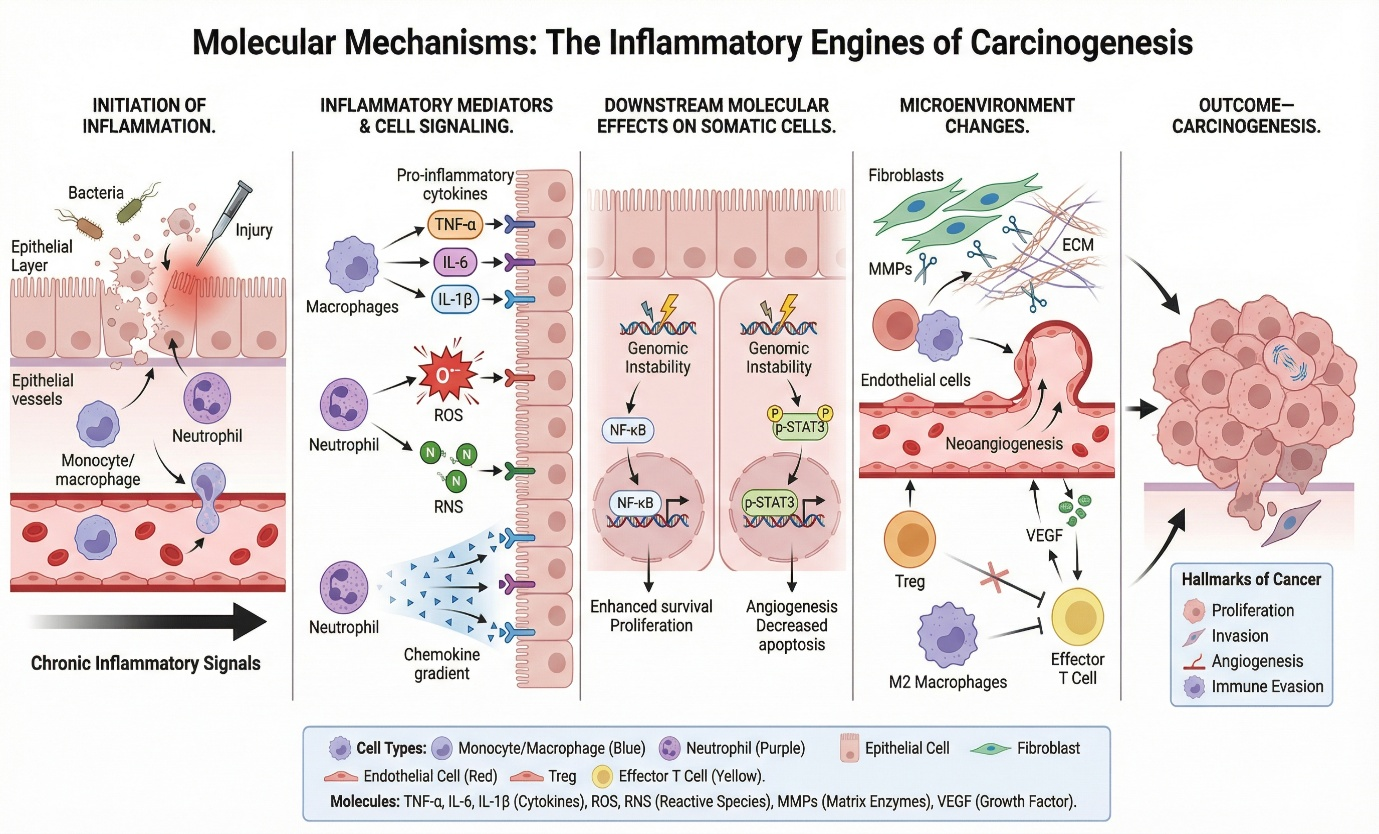 Molecular Mechanisms: The Inflammatory Engines of Carcinogenesis
INITIATION OF
INFLAMMATION.
Bacteria
Injury
Epithelial
Layer
Epithelial
vessels
Neutrophil
Monocyte/
macrophage
Chronic Inflammatory Signals
INFLAMMATORY MEDIATORS
& CELL SIGNALING.
Pro-inflammatory
cytokines
TNF-α
IL-6
IL-1β
Macrophages
O•−
ROS
Neutrophil
N
N
N
RNS
Neutrophil
Chemokine
gradient
DOWNSTREAM MOLECULAR
EFFECTS ON SOMATIC CELLS.
Genomic
Instability
NF-κB
NF-κB
Enhanced survival
Proliferation
Genomic
Instability
P
P
p-STAT3
p-STAT3
Angiogenesis
Decreased
apoptosis
MICROENVIRONMENT
CHANGES.
Fibroblasts
ECM
MMPs
Endothelial cells
Neoangiogenesis
VEGF
Treg
M2 Macrophages
Effector
T Cell
OUTCOME—
CARCINOGENESIS.
Hallmarks of Cancer
Proliferation
Invasion
Angiogenesis
Immune Evasion
Cell Types: Monocyte/Macrophage (Blue) Neutrophil (Purple) Epithelial Cell Fibroblast
Endothelial Cell (Red) Treg Effector T Cell (Yellow).
Molecules: TNF-α, IL-6, IL-1β (Cytokines), ROS, RNS (Reactive Species), MMPs (Matrix Enzymes), VEGF (Growth Factor).